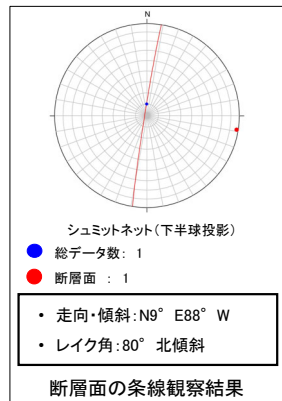 N
シュミットネット(下半球投影)
総データ数: 1
断層面 : 1
• 走向・傾斜:N9° E88° W
• レイク角:80° 北傾斜
断層面の条線観察結果